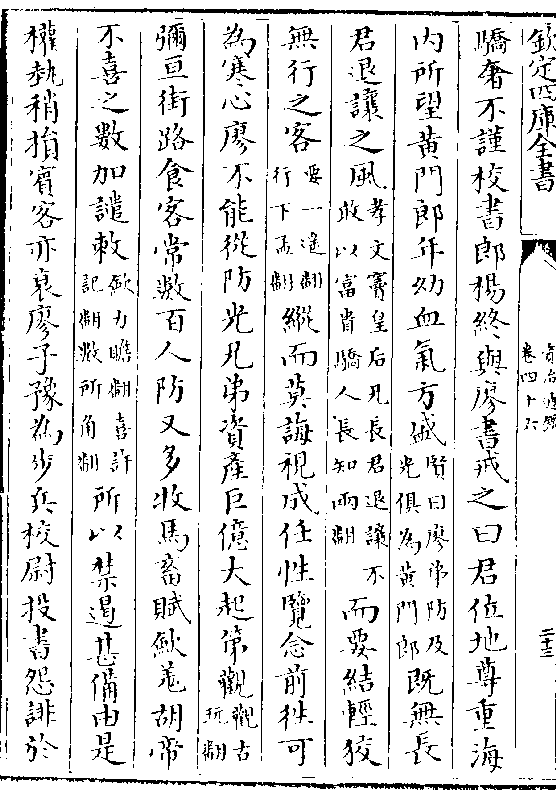 欽定四庫全書
資治通鑑
卷四十六
二十三
驕奢不謹校書郎楊終與廖書戒之曰君位地尊重海
內所望黃門郎年幼血氣方盛賢曰廖弟防及光俱為黃門郎既無長
君退讓之風孝文竇皇后兄長君退讓不敢以富貴驕人長知兩翻而要結輕狡
無行之客要一遥翻行下孟翻縱而莫誨視成任性覽念前往可
為寒心廖不能從防光兄弟資產巨億大起第觀觀古玩翻
彌亘街路食客常數百人防又多牧馬畜賦歛羌胡帝
不喜之數加譴敕歛力贍翻喜許記翻數所角翻所以禁遏甚備由是
權埶稍損賓客亦衰廖子豫為步兵校尉投書怨誹於